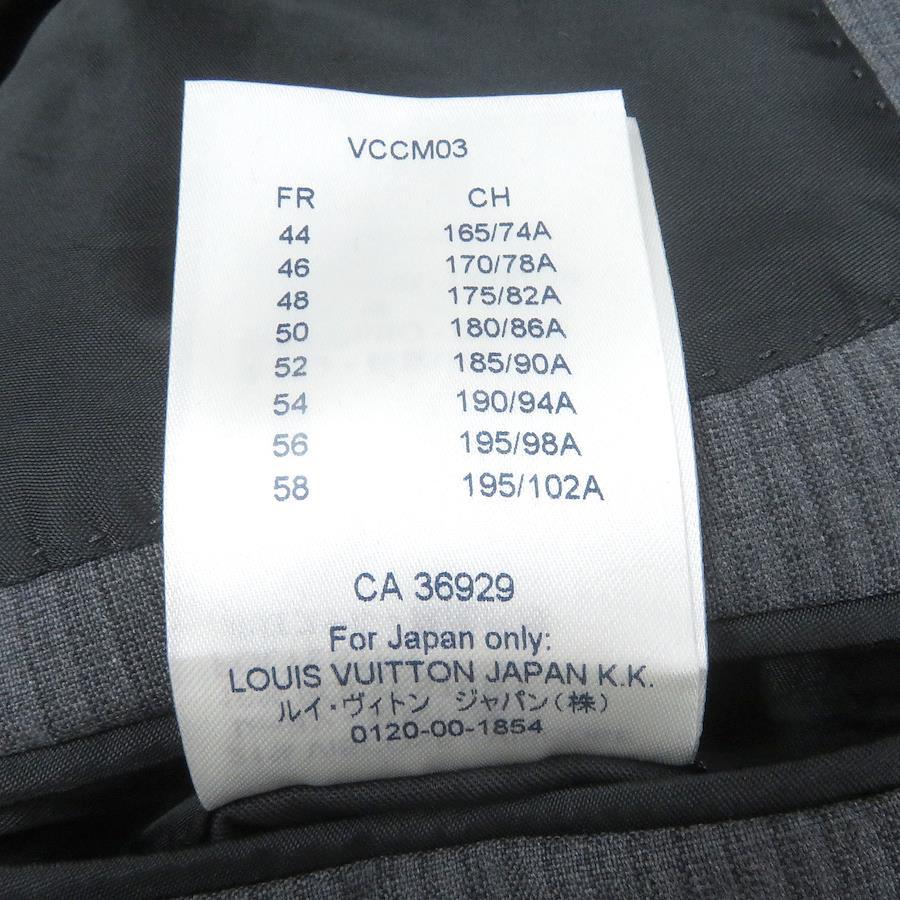 VCCM03
FR CH
44 165/74A
46 170/78A
48 175/82A
50 180/86A
52 185/90A
54 190/94A
56 195/98A
58 195/102A
CA 36929
For Japan only:
LOUIS VUITTON JAPAN K.K.
ルイ・ヴィトン ジャパン(株)
0120-00-1854